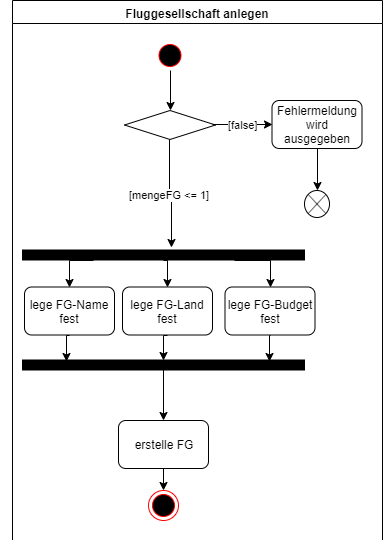 Fluggesellschaft anlegen
[false]
Fehlermeldung
wird
ausgegeben
[mengeFG <= 1]
lege FG-Name
fest
lege FG-Land
fest
lege FG-Budget
fest
erstelle FG